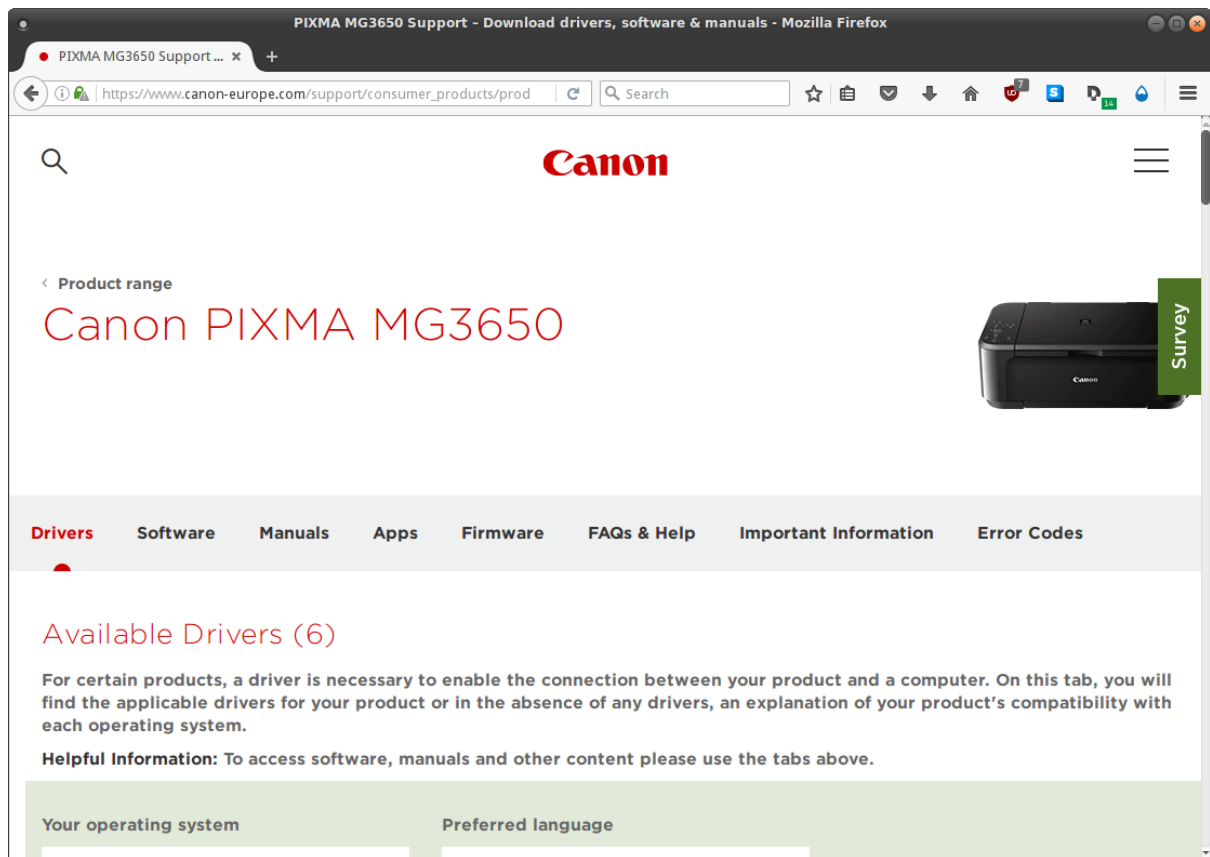 PIXMA MG3650 Support – Download drivers, software & manuals - Mozilla Firefox
PIXMA MG3650 Support ...
https://www.canon-europe.com/support/consumer_products/prod
Search
7
S
14
Canon
Product range
Canon PIXMA MG3650
Canon
Survey
Drivers Software Manuals Apps Firmware FAQs & Help Important Information Error Codes
Available Drivers (6)
For certain products, a driver is necessary to enable the connection between your product and a computer. On this tab, you will
find the applicable drivers for your product or in the absence of any drivers, an explanation of your product's compatibility with
each operating system.
Helpful Information: To access software, manuals and other content please use the tabs above.
Your operating system Preferred language